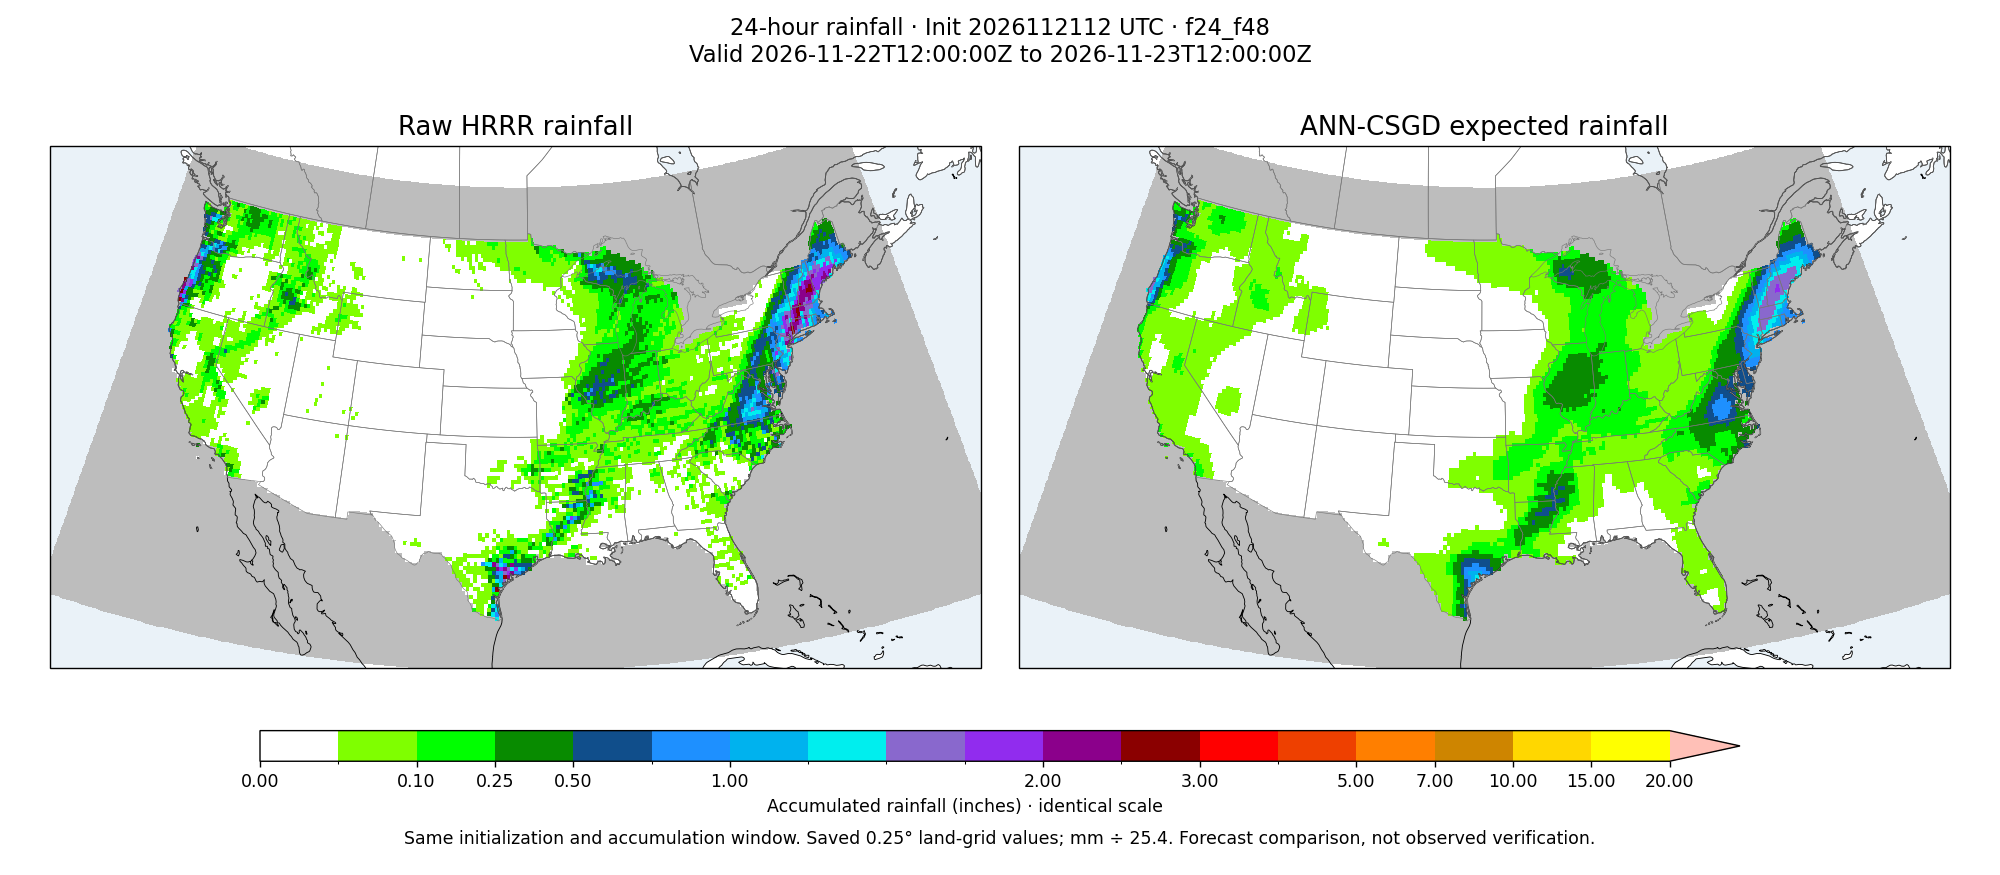 24-hour rainfall · Init 2026112112 UTC · f24_f48
Valid 2026-11-22T12:00:00Z to 2026-11-23T12:00:00Z
Raw HRRR rainfall
ANN-CSGD expected rainfall
0.00 0.10 0.25 0.50 1.00 2.00 3.00 5.00 7.00 10.00 15.00 20.00
Accumulated rainfall (inches) · identical scale
Same initialization and accumulation window. Saved 0.25° land-grid values; mm ÷ 25.4. Forecast comparison, not observed verification.